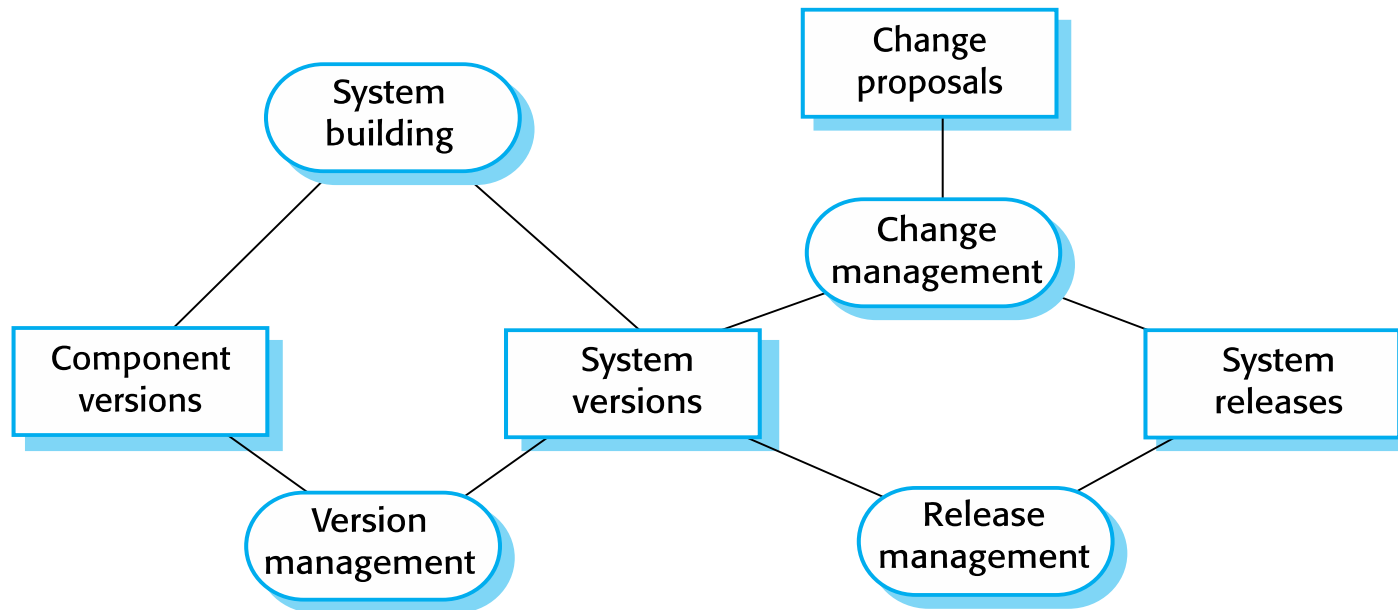 Change
proposals
System
building
Change
management
Component
versions
System
versions
System
releases
Version
management
Release
management